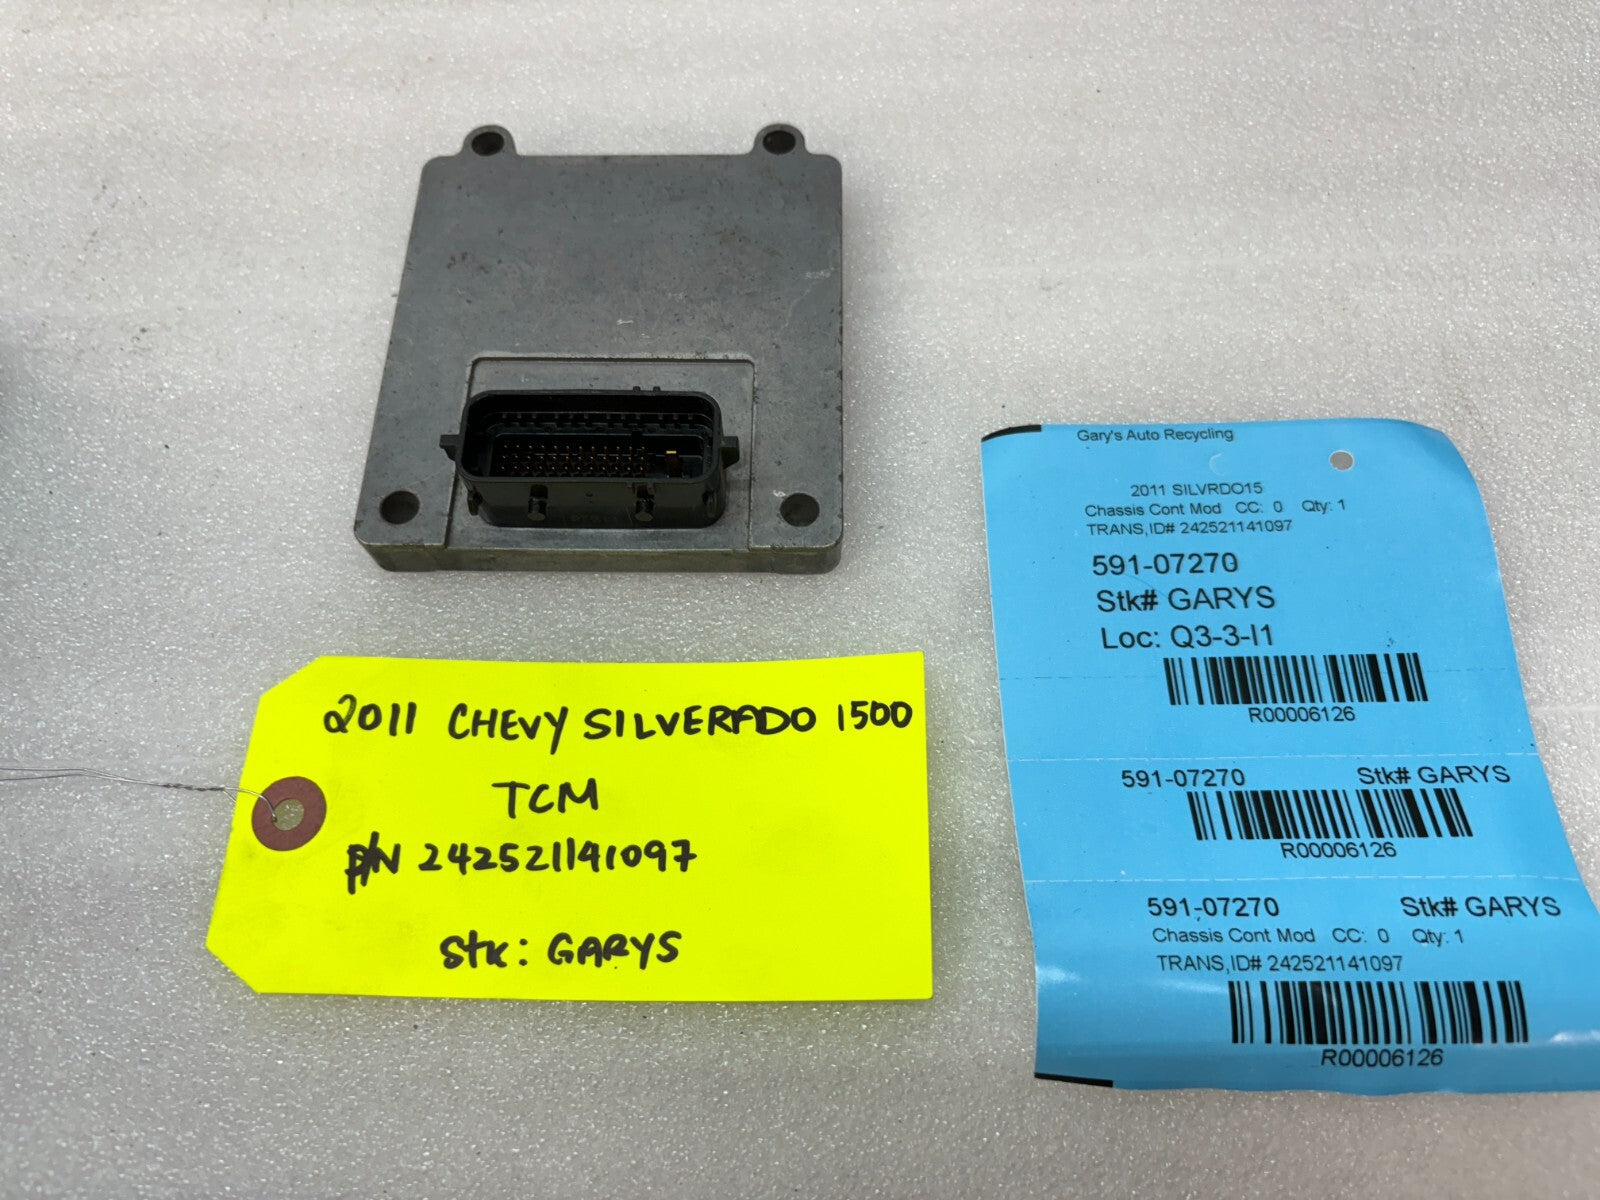 2011 CHEVY SILVERADO 1500
TCM
P/N 242521141097
Stk: GARYS
Gary's Auto Recycling
2011 SILVRDO15
Chassis Cont Mod CC: 0 Qty: 1
TRANS,ID# 242521141097
591-07270
Stk# GARYS
Loc: Q3-3-I1
R00006126
591-07270 Stk# GARYS
R00006126
591-07270 Stk# GARYS
Chassis Cont Mod CC: 0 Qty: 1
TRANS,ID# 242521141097
R00006126